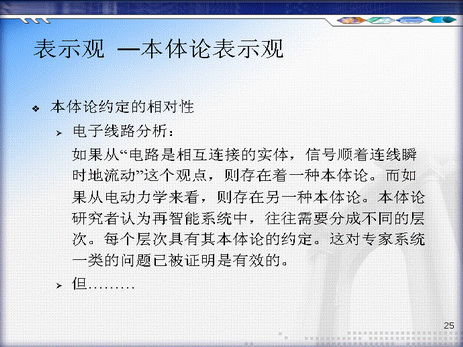 表示观 —本体论表示观
本体论约定的相对性
电子线路分析：
如果从“电路是相互连接的实体，信号顺着连线瞬
时地流动”这个观点，则存在着一种本体论。而如
果从电动力学来看，则存在另一种本体论。本体论
研究者认为再智能系统中，往往需要分成不同的层
次。每个层次具有其本体论的约定。这对专家系统
一类的问题已被证明是有效的。
但………
25